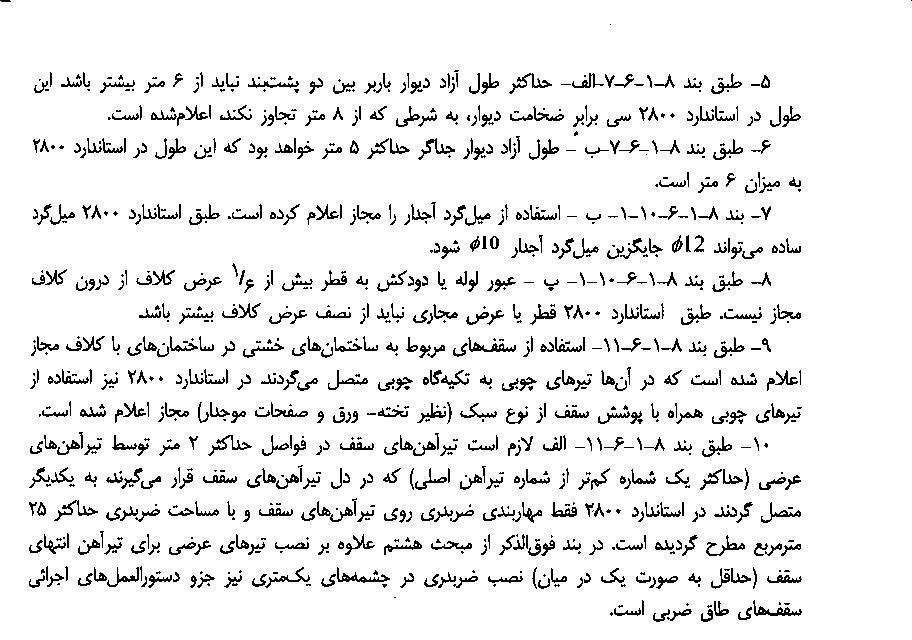 ۵- طبق بند ۸-۱-۶-۷-الف- حداکثر طول آزاد دیوار باربر بین دو پشت‌بند نباید از ۶ متر بیشتر باشد. این
طول در استاندارد ۲۸۰۰ سی برابر ضخامت دیوار، به شرطی که از ۸ متر تجاوز نکند، اعلام‌شده است.
۶- طبق بند ۸-۱-۶-۷-ب - طول آزاد دیوار جداگر حداکثر ۵ متر خواهد بود که این طول در استاندارد ۲۸۰۰
به میزان ۶ متر است.
۷- بند ۸-۱-۶-۱۰-۱- ب - استفاده از میل‌گرد آجدار را مجاز اعلام کرده است. طبق استاندارد ۲۸۰۰ میل‌گرد
ساده می‌تواند ϕ12 جایگزین میل‌گرد آجدار ϕ10 شود.
۸- طبق بند ۸-۱-۶-۱۰-۱- پ - عبور لوله یا دودکش به قطر بیش از ۱/۶ عرض کلاف از درون کلاف
مجاز نیست. طبق استاندارد ۲۸۰۰ قطر یا عرض مجاری نباید از نصف عرض کلاف بیشتر باشد.
۹- طبق بند ۸-۱-۶-۱۱- استفاده از سقف‌های مربوط به ساختمان‌های خشتی در ساختمان‌های با کلاف مجاز
اعلام شده است که در آن‌ها تیرهای چوبی به تکیه‌گاه چوبی متصل می‌گردند. در استاندارد ۲۸۰۰ نیز استفاده از
تیرهای چوبی همراه با پوشش سقف از نوع سبک (نظیر تخته- ورق و صفحات موجدار) مجاز اعلام شده است.
۱۰- طبق بند ۸-۱-۶-۱۱- الف لازم است تیرآهن‌های سقف در فواصل حداکثر ۲ متر توسط تیرآهن‌های
عرضی (حداکثر یک شماره کم‌تر از شماره تیرآهن اصلی) که در دل تیرآهن‌های سقف قرار می‌گیرند، به یکدیگر
متصل گردند. در استاندارد ۲۸۰۰ فقط مهاربندی ضربدری روی تیرآهن‌های سقف و با مساحت ضربدری حداکثر ۲۵
مترمربع مطرح گردیده است. در بند فوق‌الذکر از مبحث هشتم علاوه بر نصب تیرهای عرضی برای تیرآهن انتهای
سقف (حداقل به صورت یک در میان) نصب ضربدری در چشمه‌های یک‌متری نیز جزو دستورالعمل‌های اجرائی
سقف‌های طاق ضربی است.